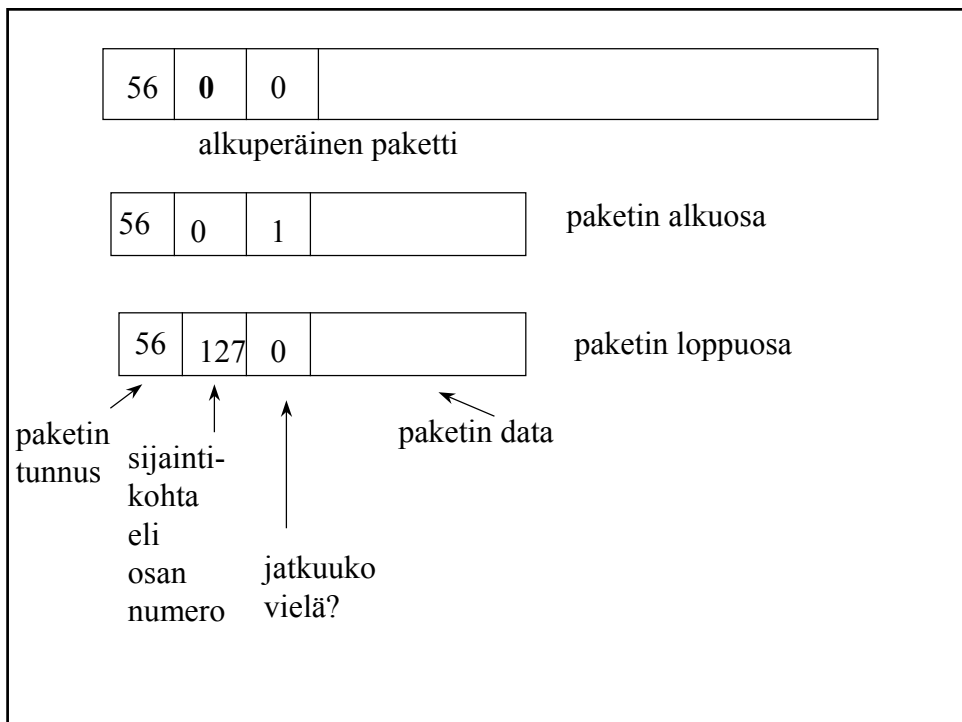 56 0 0
alkuperäinen paketti
56 0 1
paketin alkuosa
56 127 0
paketin loppuosa
paketin
tunnus
sijainti-
kohta
eli
osan
numero
jatkuuko
vielä?
paketin data